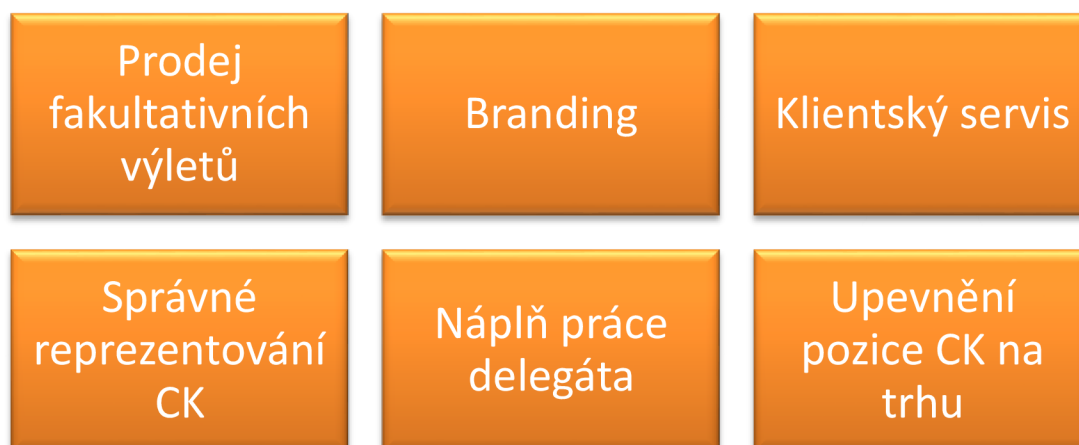 Prodej
fakultativních
výletů
Branding
Klientský servis
Správné
reprezentování
CK
Náplň práce
delegáta
Upevnění
pozice CK na
trhu